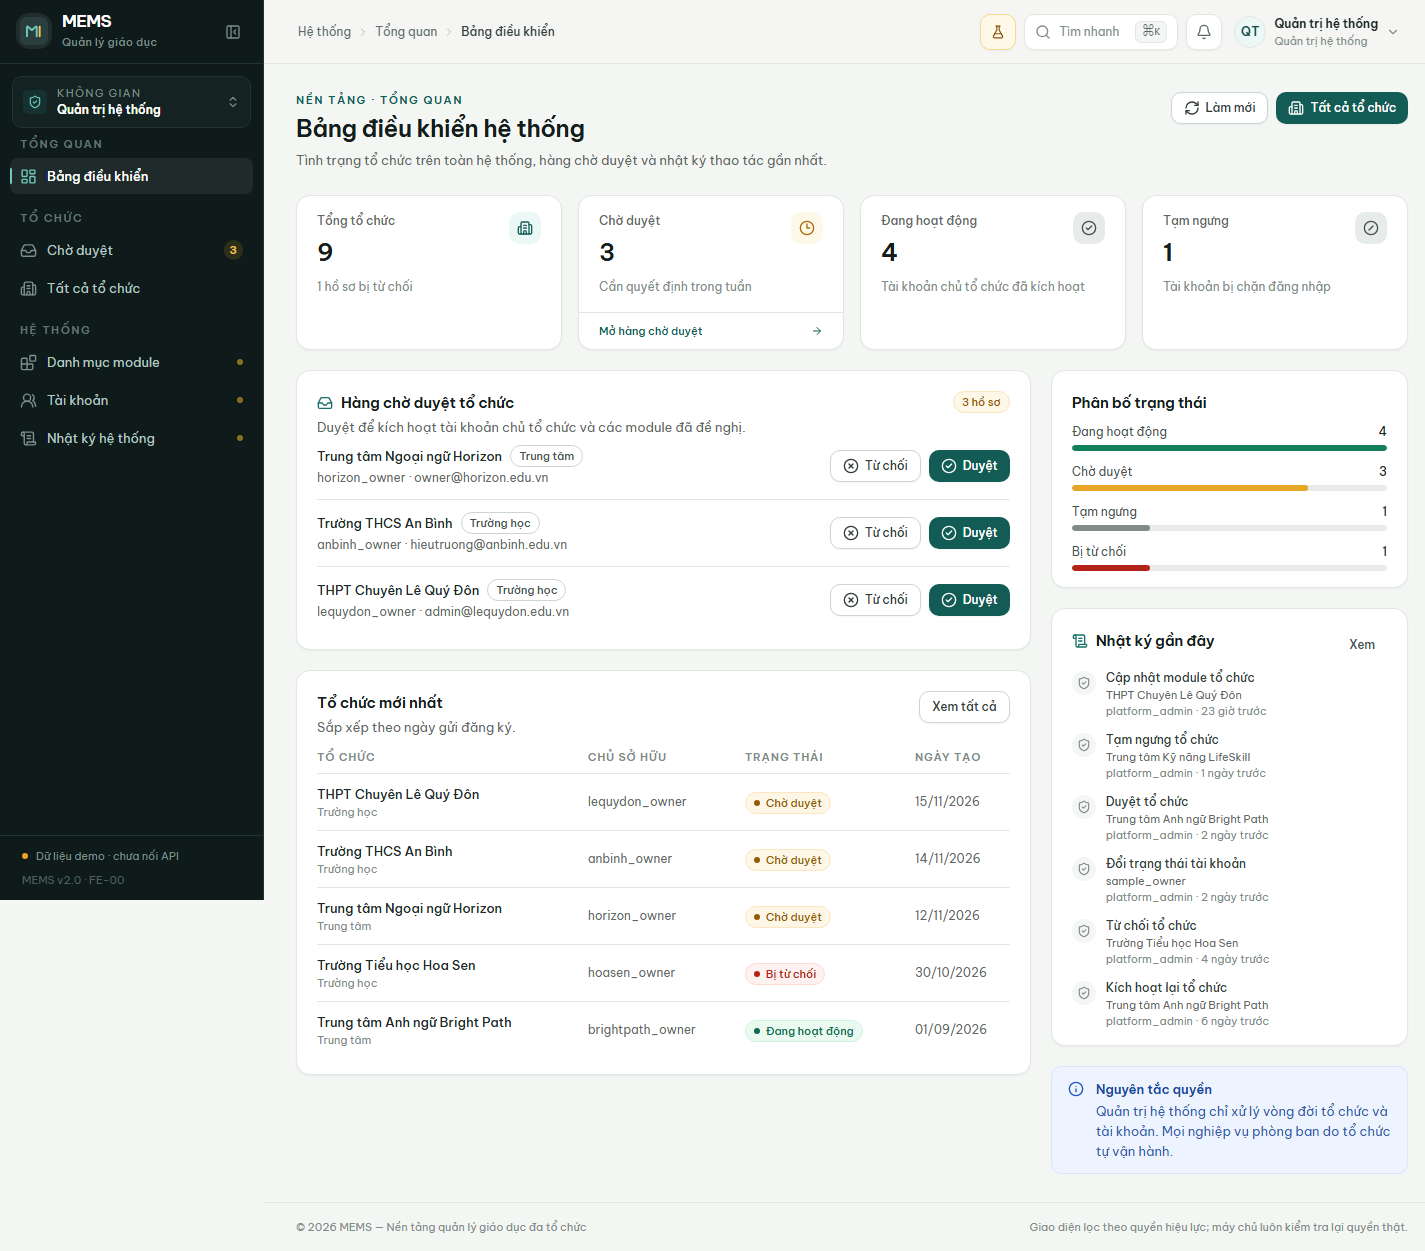 MEMS
Quản lý giáo dục
KHÔNG GIAN
Quản trị hệ thống
TỔNG QUAN
Bảng điều khiển
TỔ CHỨC
Chờ duyệt 3
Tất cả tổ chức
HỆ THỐNG
Danh mục module
Tài khoản
Nhật ký hệ thống
Dữ liệu demo · chưa nối API
MEMS v2.0 · FE-00
Hệ thống > Tổng quan > Bảng điều khiển
Tìm nhanh ⌘K
QT
Quản trị hệ thống
Quản trị hệ thống
NỀN TẢNG · TỔNG QUAN
Bảng điều khiển hệ thống
Tình trạng tổ chức trên toàn hệ thống, hàng chờ duyệt và nhật ký thao tác gần nhất.
Làm mới
Tất cả tổ chức
Tổng tổ chức
9
1 hồ sơ bị từ chối
Chờ duyệt
3
Cần quyết định trong tuần
Mở hàng chờ duyệt
Đang hoạt động
4
Tài khoản chủ tổ chức đã kích hoạt
Tạm ngưng
1
Tài khoản bị chặn đăng nhập
Hàng chờ duyệt tổ chức
3 hồ sơ
Duyệt để kích hoạt tài khoản chủ tổ chức và các module đã đề nghị.
Trung tâm Ngoại ngữ Horizon Trung tâm
horizon_owner · owner@horizon.edu.vn
Từ chối Duyệt
Trường THCS An Bình Trường học
anbinh_owner · hieutruong@anbinh.edu.vn
Từ chối Duyệt
THPT Chuyên Lê Quý Đôn Trường học
lequydon_owner · admin@lequydon.edu.vn
Từ chối Duyệt
Tổ chức mới nhất
Sắp xếp theo ngày gửi đăng ký.
Xem tất cả
TỔ CHỨC CHỦ SỞ HỮU TRẠNG THÁI NGÀY TẠO
THPT Chuyên Lê Quý Đôn
Trường học
lequydon_owner Chờ duyệt 15/11/2026
Trường THCS An Bình
Trường học
anbinh_owner Chờ duyệt 14/11/2026
Trung tâm Ngoại ngữ Horizon
Trung tâm
horizon_owner Chờ duyệt 12/11/2026
Trường Tiểu học Hoa Sen
Trường học
hoasen_owner Bị từ chối 30/10/2026
Trung tâm Anh ngữ Bright Path
Trung tâm
brightpath_owner Đang hoạt động 01/09/2026
Phân bố trạng thái
Đang hoạt động 4
Chờ duyệt 3
Tạm ngưng 1
Bị từ chối 1
Nhật ký gần đây
Xem
Cập nhật module tổ chức
THPT Chuyên Lê Quý Đôn
platform_admin · 23 giờ trước
Tạm ngưng tổ chức
Trung tâm Kỹ năng LifeSkill
platform_admin · 1 ngày trước
Duyệt tổ chức
Trung tâm Anh ngữ Bright Path
platform_admin · 2 ngày trước
Đổi trạng thái tài khoản
sample_owner
platform_admin · 2 ngày trước
Từ chối tổ chức
Trường Tiểu học Hoa Sen
platform_admin · 4 ngày trước
Kích hoạt lại tổ chức
Trung tâm Anh ngữ Bright Path
platform_admin · 6 ngày trước
Nguyên tắc quyền
Quản trị hệ thống chỉ xử lý vòng đời tổ chức và
tài khoản. Mọi nghiệp vụ phòng ban do tổ chức
tự vận hành.
© 2026 MEMS — Nền tảng quản lý giáo dục đa tổ chức
Giao diện lọc theo quyền hiệu lực; máy chủ luôn kiểm tra lại quyền thật.